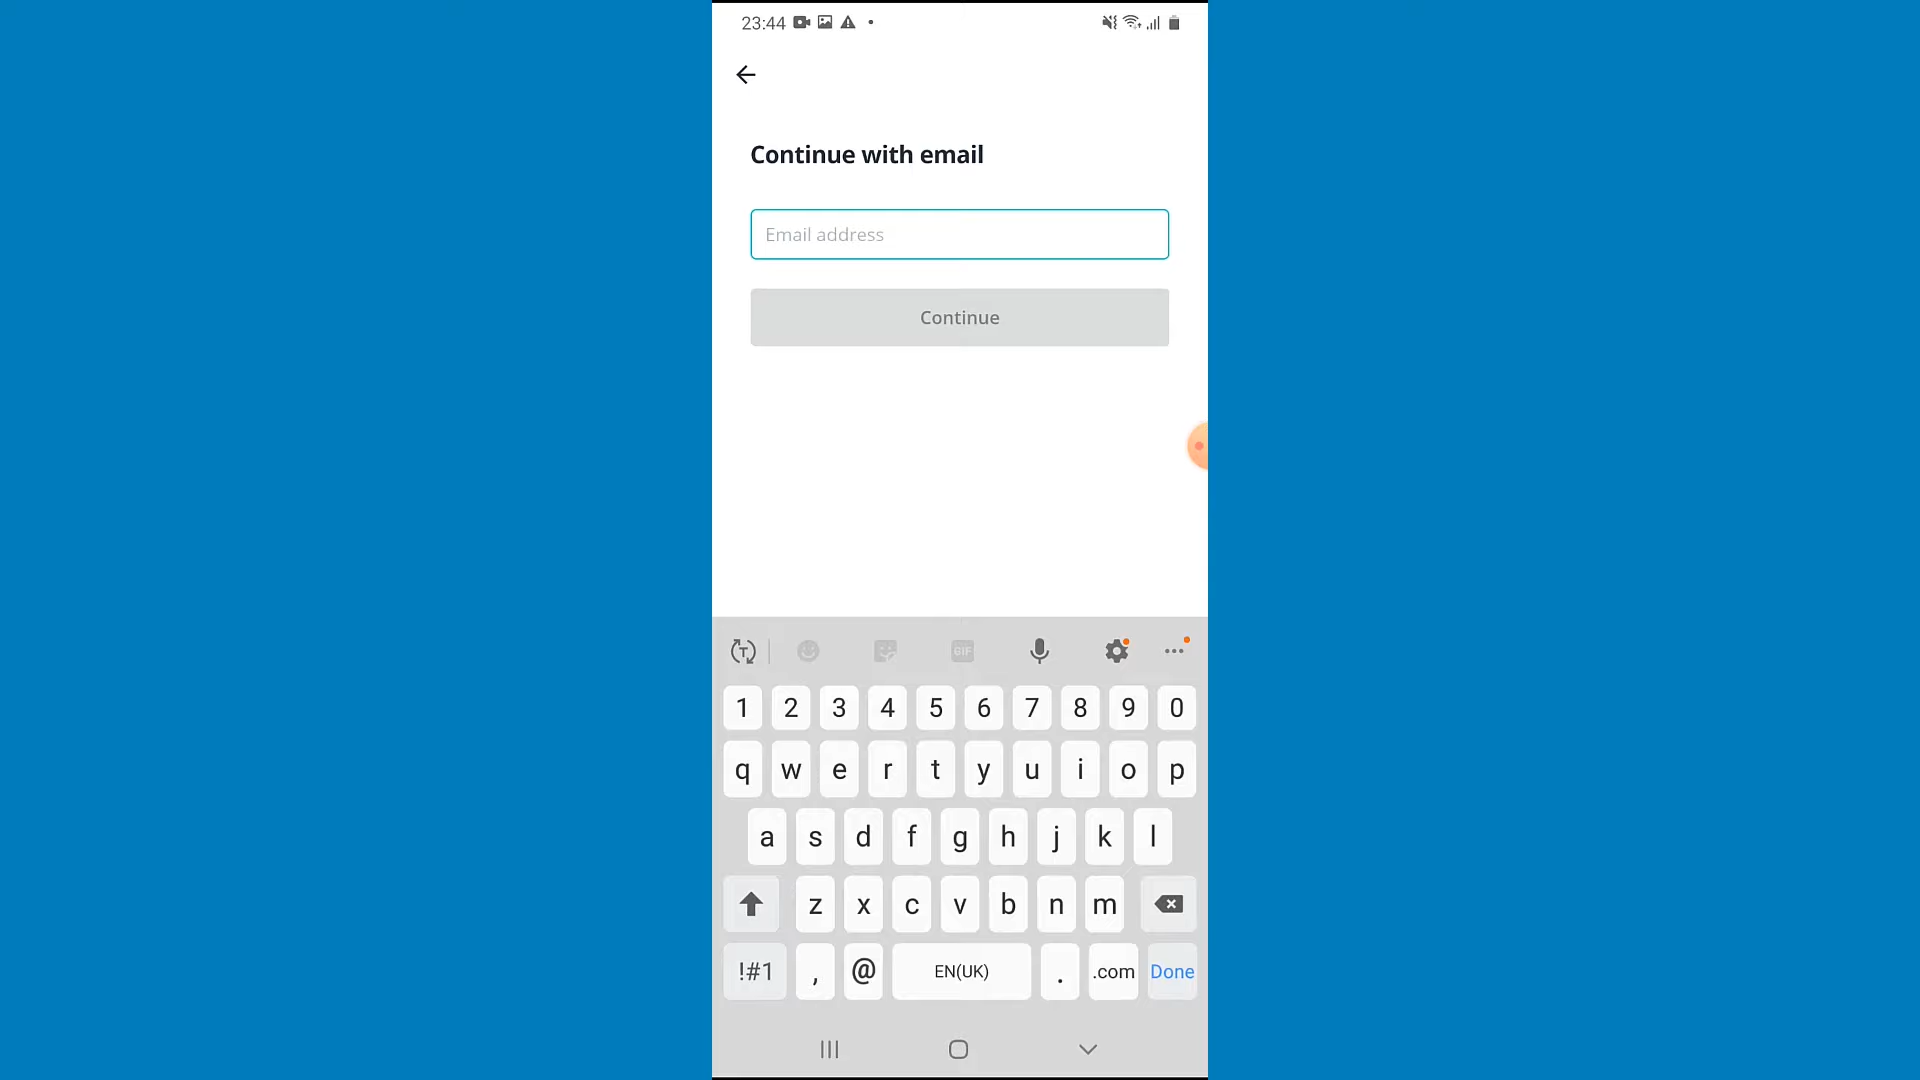 23:44
Continue with email
Email address
Continue
GIF
1 2 3 4 5 6 7 8 9 0
q w e r t y u i o p
a s d f g h j k l
z x c v b n m
!#1 , @ EN(UK) . .com Done